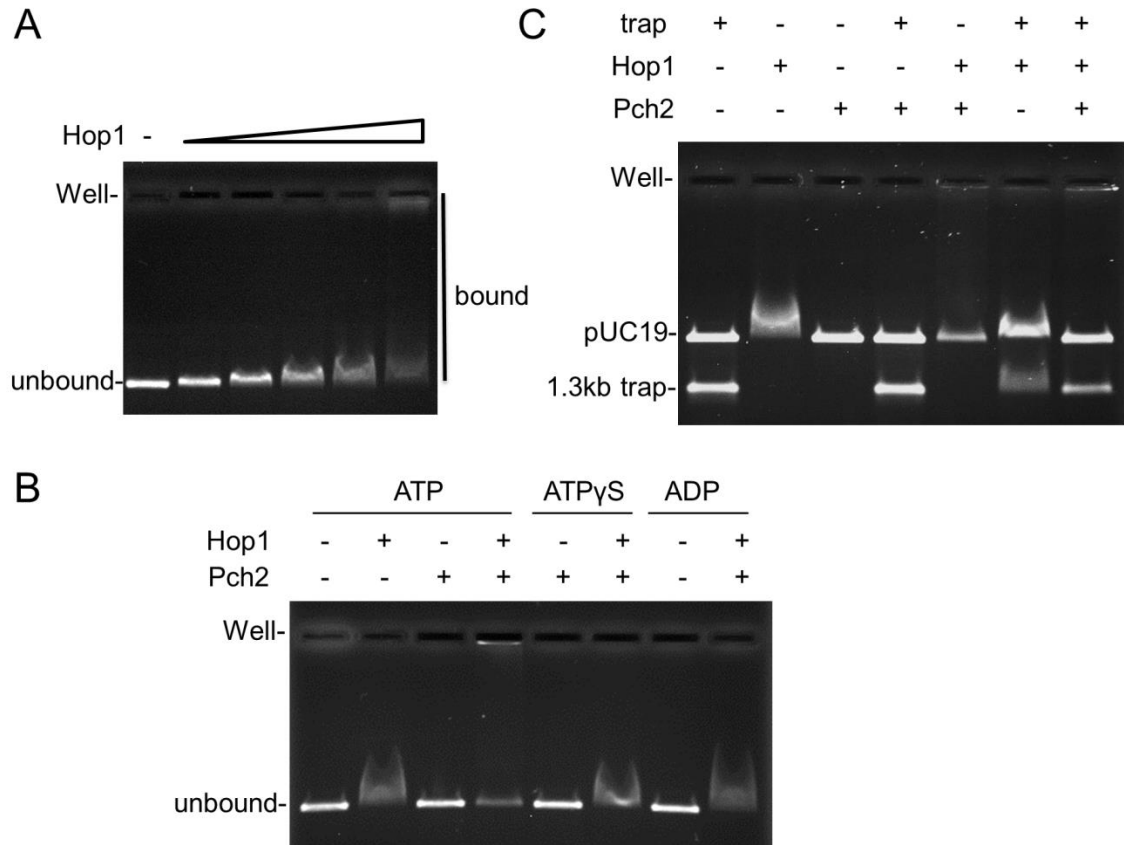 A
Hop1 -
Well-
bound
unbound-
C
trap + - - + - + +
Hop1 - + - - + + +
Pch2 - - + + + - +
Well-
pUC19-
1.3kb trap-
B
ATP ATPγS ADP
Hop1 - + - + - + - +
Pch2 - - + + + + - +
Well-
unbound-